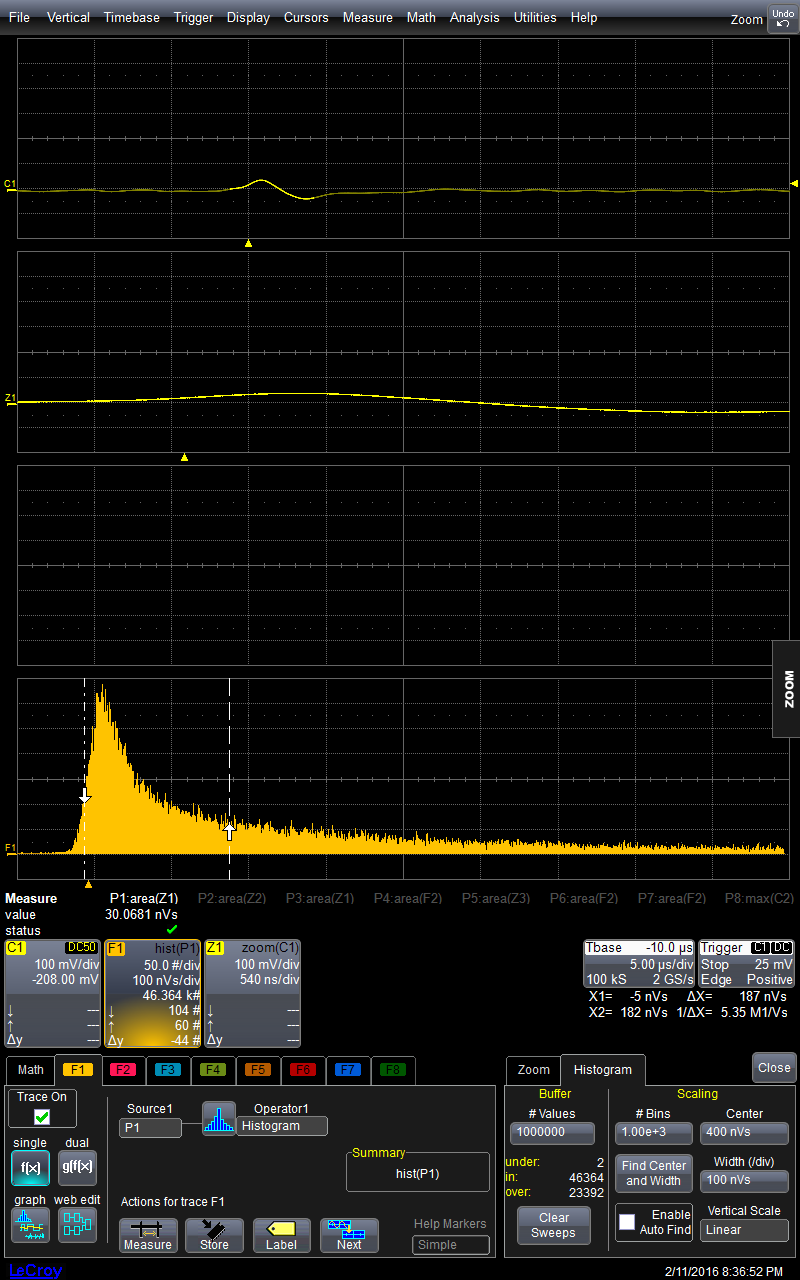 File Vertical Timebase Trigger Display Cursors Measure Math Analysis Utilities Help Zoom Undo
C1
Z1
ZOOM
F1
Measure P1:area(Z1) P2:area(Z2) P3:area(Z1) P4:area(F2) P5:area(Z3) P6:area(F2) P7:area(F2) P8:max(C2)
value 30.0681 nVs
status
C1 DC50 F1 hist(P1) Z1 zoom(C1) Tbase -10.0 µs Trigger C1 DC
100 mV/div 50.0 #/div 100 mV/div 5.00 µs/div Stop 25 mV
-208.00 mV 100 nVs/div 540 ns/div 100 kS 2 GS/s Edge Positive
46.364 k#
X1= -5 nVs ΔX= 187 nVs
↓ --- ↓ 104 # ↓ --- X2= 182 nVs 1/ΔX= 5.35 M1/Vs
↑ --- ↑ 60 # ↑ ---
Δy --- Δy -44 # Δy ---
Math F1 F2 F3 F4 F5 F6 F7 F8 Zoom Histogram Close
Trace On
Source1 Operator1
P1 Histogram
single dual
f(x) g(f(x))
graph web edit
Summary
hist(P1)
Actions for trace F1
Measure Store Label Next
Help Markers
Simple
Buffer
# Values
1000000
under: 2
in: 46364
over: 23392
Clear
Sweeps
Scaling
# Bins Center
1.00e+3 400 nVs
Find Center
and Width
Width (/div)
100 nVs
Enable
Auto Find
Vertical Scale
Linear
LeCroy 2/11/2016 8:36:52 PM